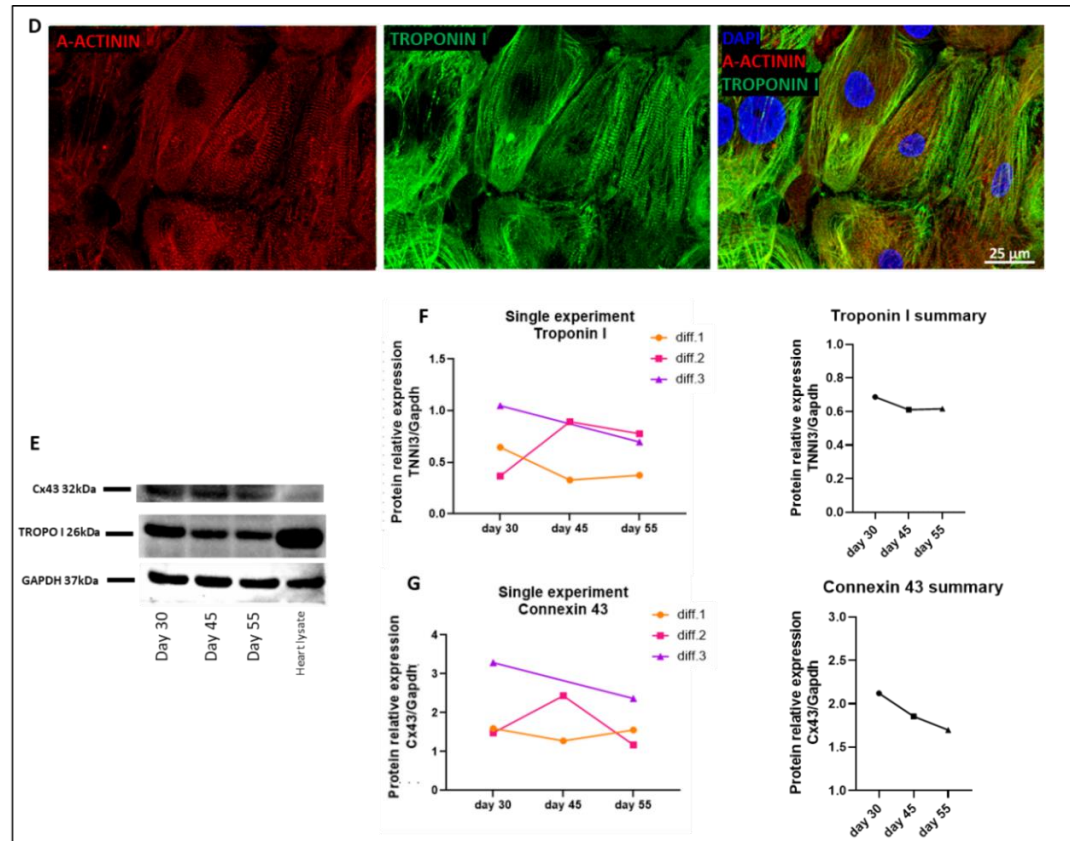 D
A-ACTININ
TROPONIN I
DAPI
A-ACTININ
TROPONIN I
25 µm
E
Cx43 32kDa
TROPO I 26kDa
GAPDH 37kDa
Day 30
Day 45
Day 55
Heart lysate
F
Single experiment
Troponin I
diff.1
diff.2
diff.3
Protein relative expression
TNNI3/Gapdh
1.5
1.0
0.5
0.0
day 30
day 45
day 55
Troponin I summary
Protein relative expression
TNNI3/Gapdh
1.0
0.8
0.6
0.4
0.2
0.0
day 30
day 45
day 55
G
Single experiment
Connexin 43
diff.1
diff.2
diff.3
Protein relative expression
Cx43/Gapdh
4
3
2
1
0
day 30
day 45
day 55
Connexin 43 summary
Protein relative expression
Cx43/Gapdh
3.0
2.5
2.0
1.5
1.0
day 30
day 45
day 55